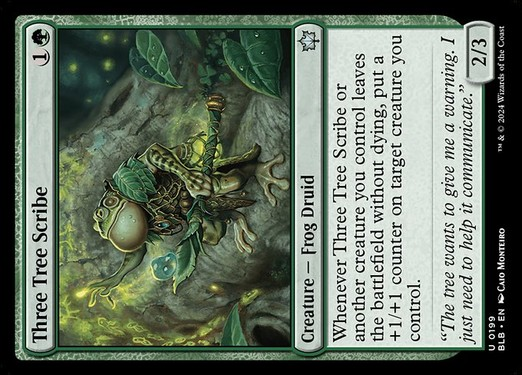 Three Tree Scribe 1
Creature — Frog Druid
Whenever Three Tree Scribe or
another creature you control leaves
the battlefield without dying, put a
+1/+1 counter on target creature you
control.
“The tree wants to give me a warning. I
just need to help it communicate.”
2/3
U 0199
BLB • EN CAIO MONTEIRO
™ & © 2024 Wizards of the Coast